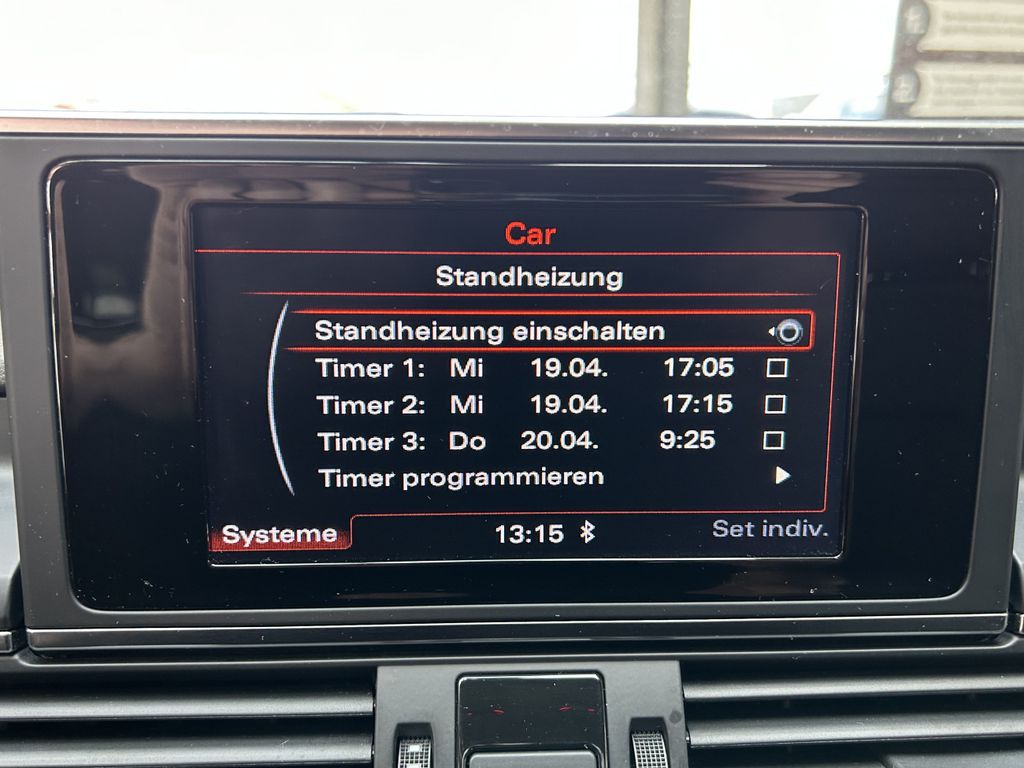 Car
Standheizung
Standheizung einschalten
Timer 1: Mi 19.04. 17:05
Timer 2: Mi 19.04. 17:15
Timer 3: Do 20.04. 9:25
Timer programmieren
Systeme 13:15 Set indiv.